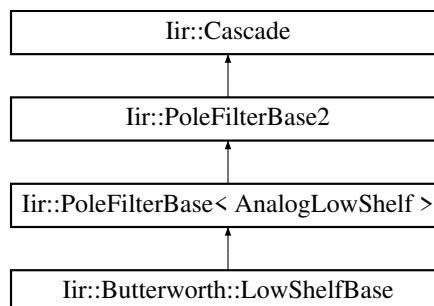 Iir::Cascade
Iir::PoleFilterBase2
Iir::PoleFilterBase< AnalogLowShelf >
Iir::Butterworth::LowShelfBase